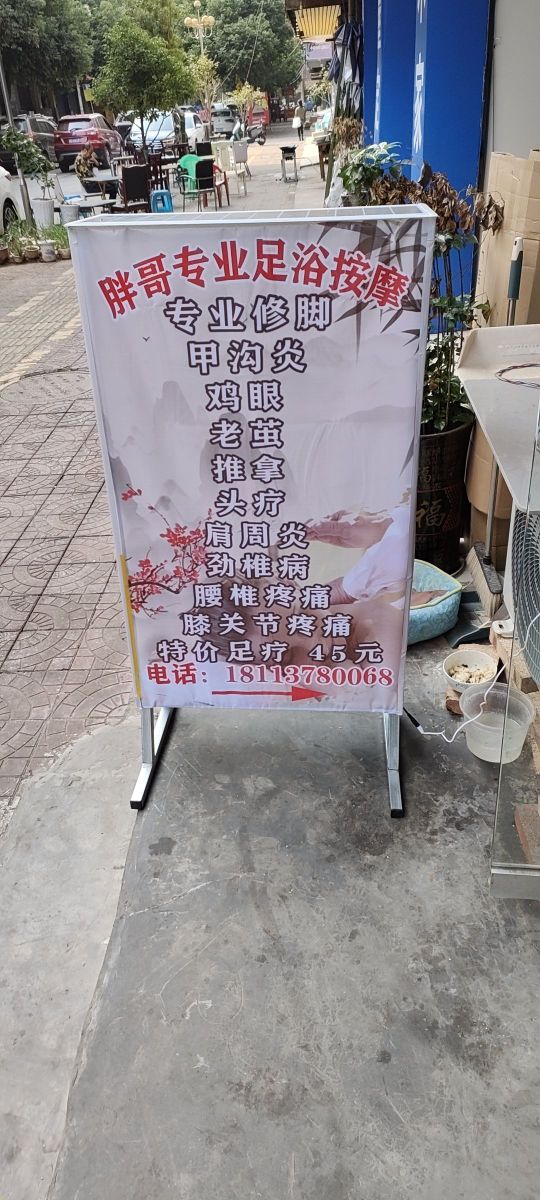 胖哥专业足浴按摩
专业修脚
甲沟炎
鸡眼
老茧
推拿
头疗
肩周炎
劲椎病
腰椎疼痛
膝关节疼痛
特价足疗 45元
电话：18113780068
福